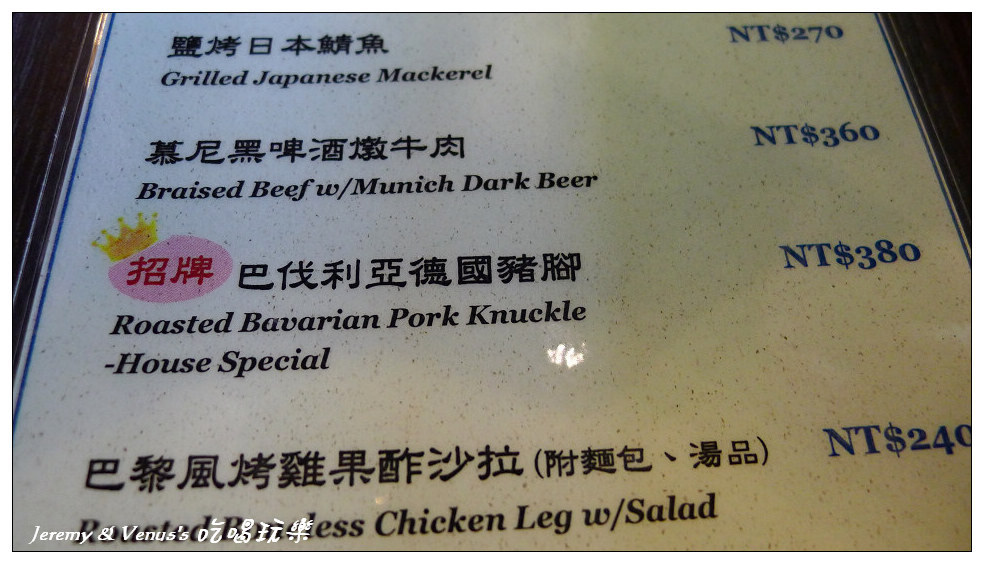 鹽烤日本鯖魚 NT$270
Grilled Japanese Mackerel
慕尼黑啤酒燉牛肉 NT$360
Braised Beef w/Munich Dark Beer
招牌 巴伐利亞德國豬腳 NT$380
Roasted Bavarian Pork Knuckle
-House Special
巴黎風烤雞果酢沙拉(附麵包、湯品) NT$240
Roasted Boneless Chicken Leg w/Salad
Jeremy & Venus's 吃喝玩樂